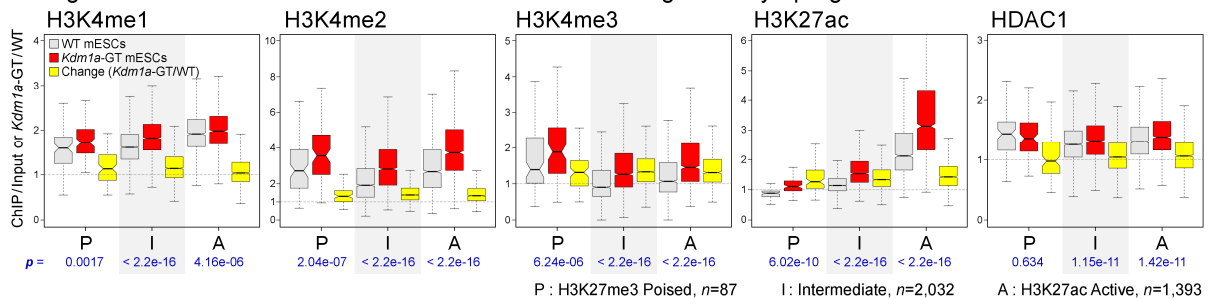 H3K4me1 H3K4me2 H3K4me3 H3K27ac HDAC1
ChIP/Input or Kdm1a-GT/WT
4 3 2 1 0
WT mESCs
Kdm1a-GT mESCs
Change (Kdm1a-GT/WT)
10 8 6 4 2 0
5 4 3 2 1 0
6 5 4 3 2 1 0
3 2 1 0
P I A P I A P I A P I A P I A
p = 0.0017 < 2.2e-16 4.16e-06 2.04e-07 < 2.2e-16 < 2.2e-16 6.24e-06 < 2.2e-16 < 2.2e-16 6.02e-10 < 2.2e-16 < 2.2e-16 0.634 1.15e-11 1.42e-11
P : H3K27me3 Poised, n=87 I : Intermediate, n=2,032 A : H3K27ac Active, n=1,393